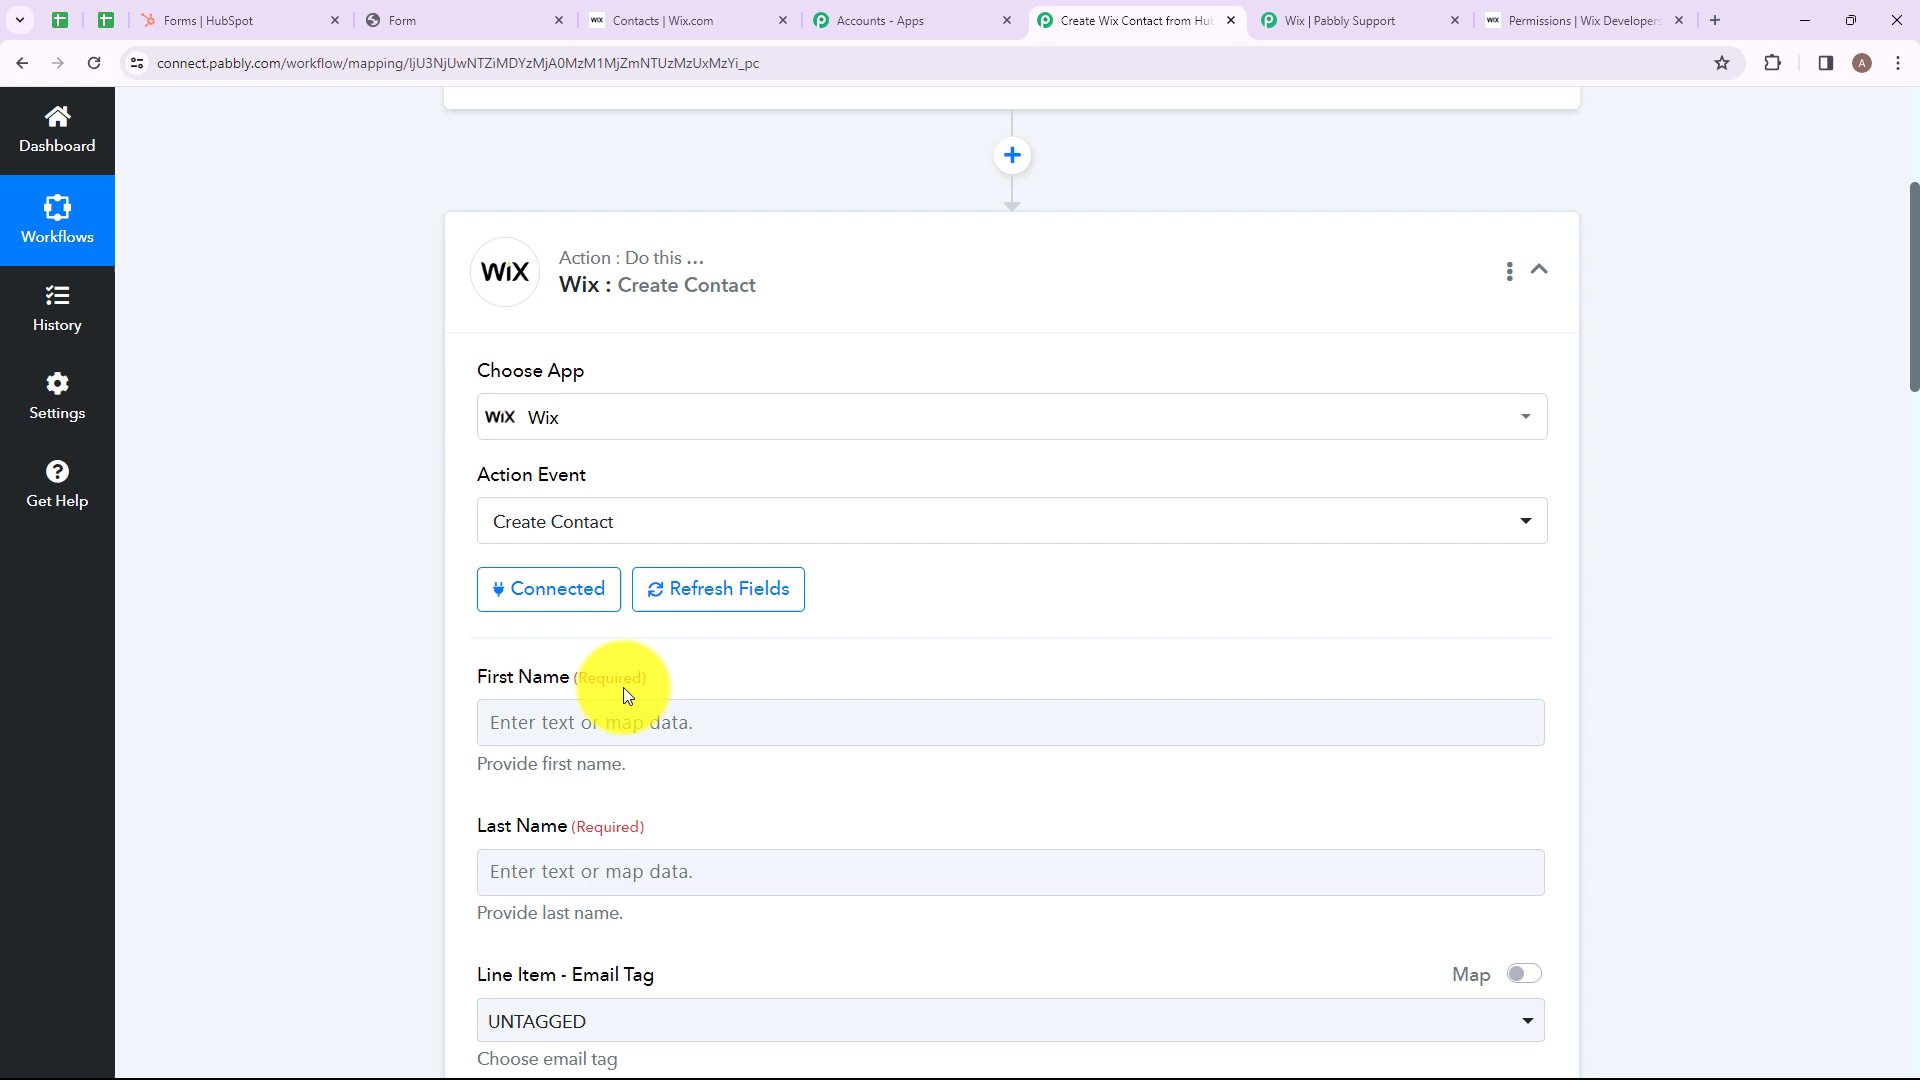 Forms | HubSpot
Form
Contacts | Wix.com
Accounts - Apps
Create Wix Contact from Hu
Wix | Pabbly Support
Permissions | Wix Developers
connect.pabbly.com/workflow/mapping/IjU3NjUwNTZiMDYzMjA0MzM1MjZmNTUzMzUxMzYi_pc
A
Dashboard
Workflows
History
Settings
Get Help
WiX
Action : Do this ...
Wix : Create Contact
Choose App
WiX Wix
Action Event
Create Contact
Connected
Refresh Fields
First Name (Required)
Enter text or map data.
Provide first name.
Last Name (Required)
Enter text or map data.
Provide last name.
Line Item - Email Tag
Map
UNTAGGED
Choose email tag